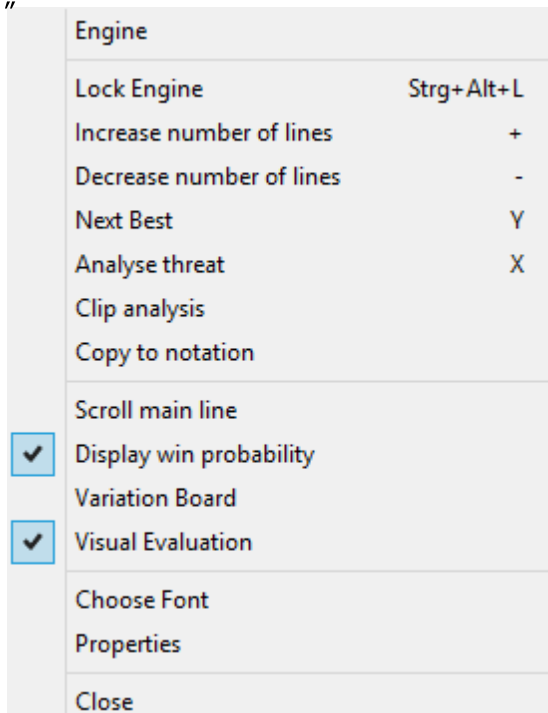 "
Engine
Lock Engine Strg+Alt+L
Increase number of lines +
Decrease number of lines -
Next Best Y
Analyse threat X
Clip analysis
Copy to notation
Scroll main line
Display win probability
Variation Board
Visual Evaluation
Choose Font
Properties
Close